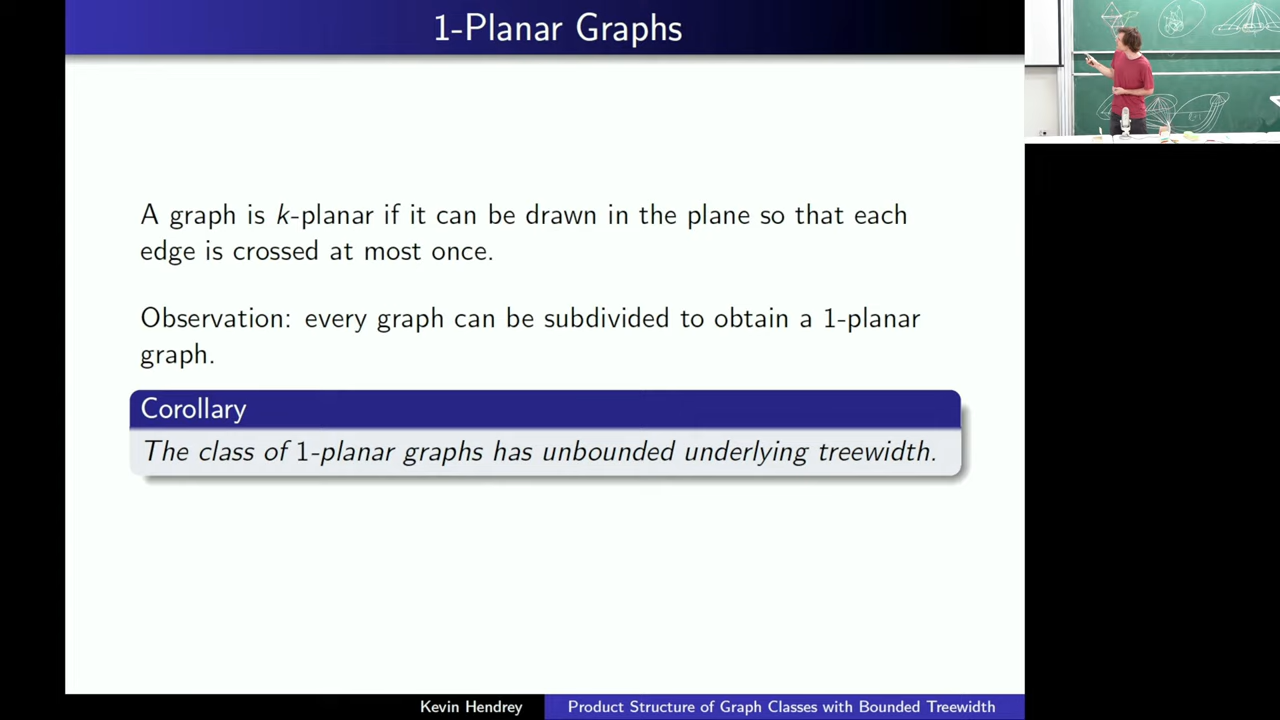 1-Planar Graphs
A graph is k-planar if it can be drawn in the plane so that each
edge is crossed at most once.
Observation: every graph can be subdivided to obtain a 1-planar
graph.
Corollary
The class of 1-planar graphs has unbounded underlying treewidth.
Kevin Hendrey
Product Structure of Graph Classes with Bounded Treewidth